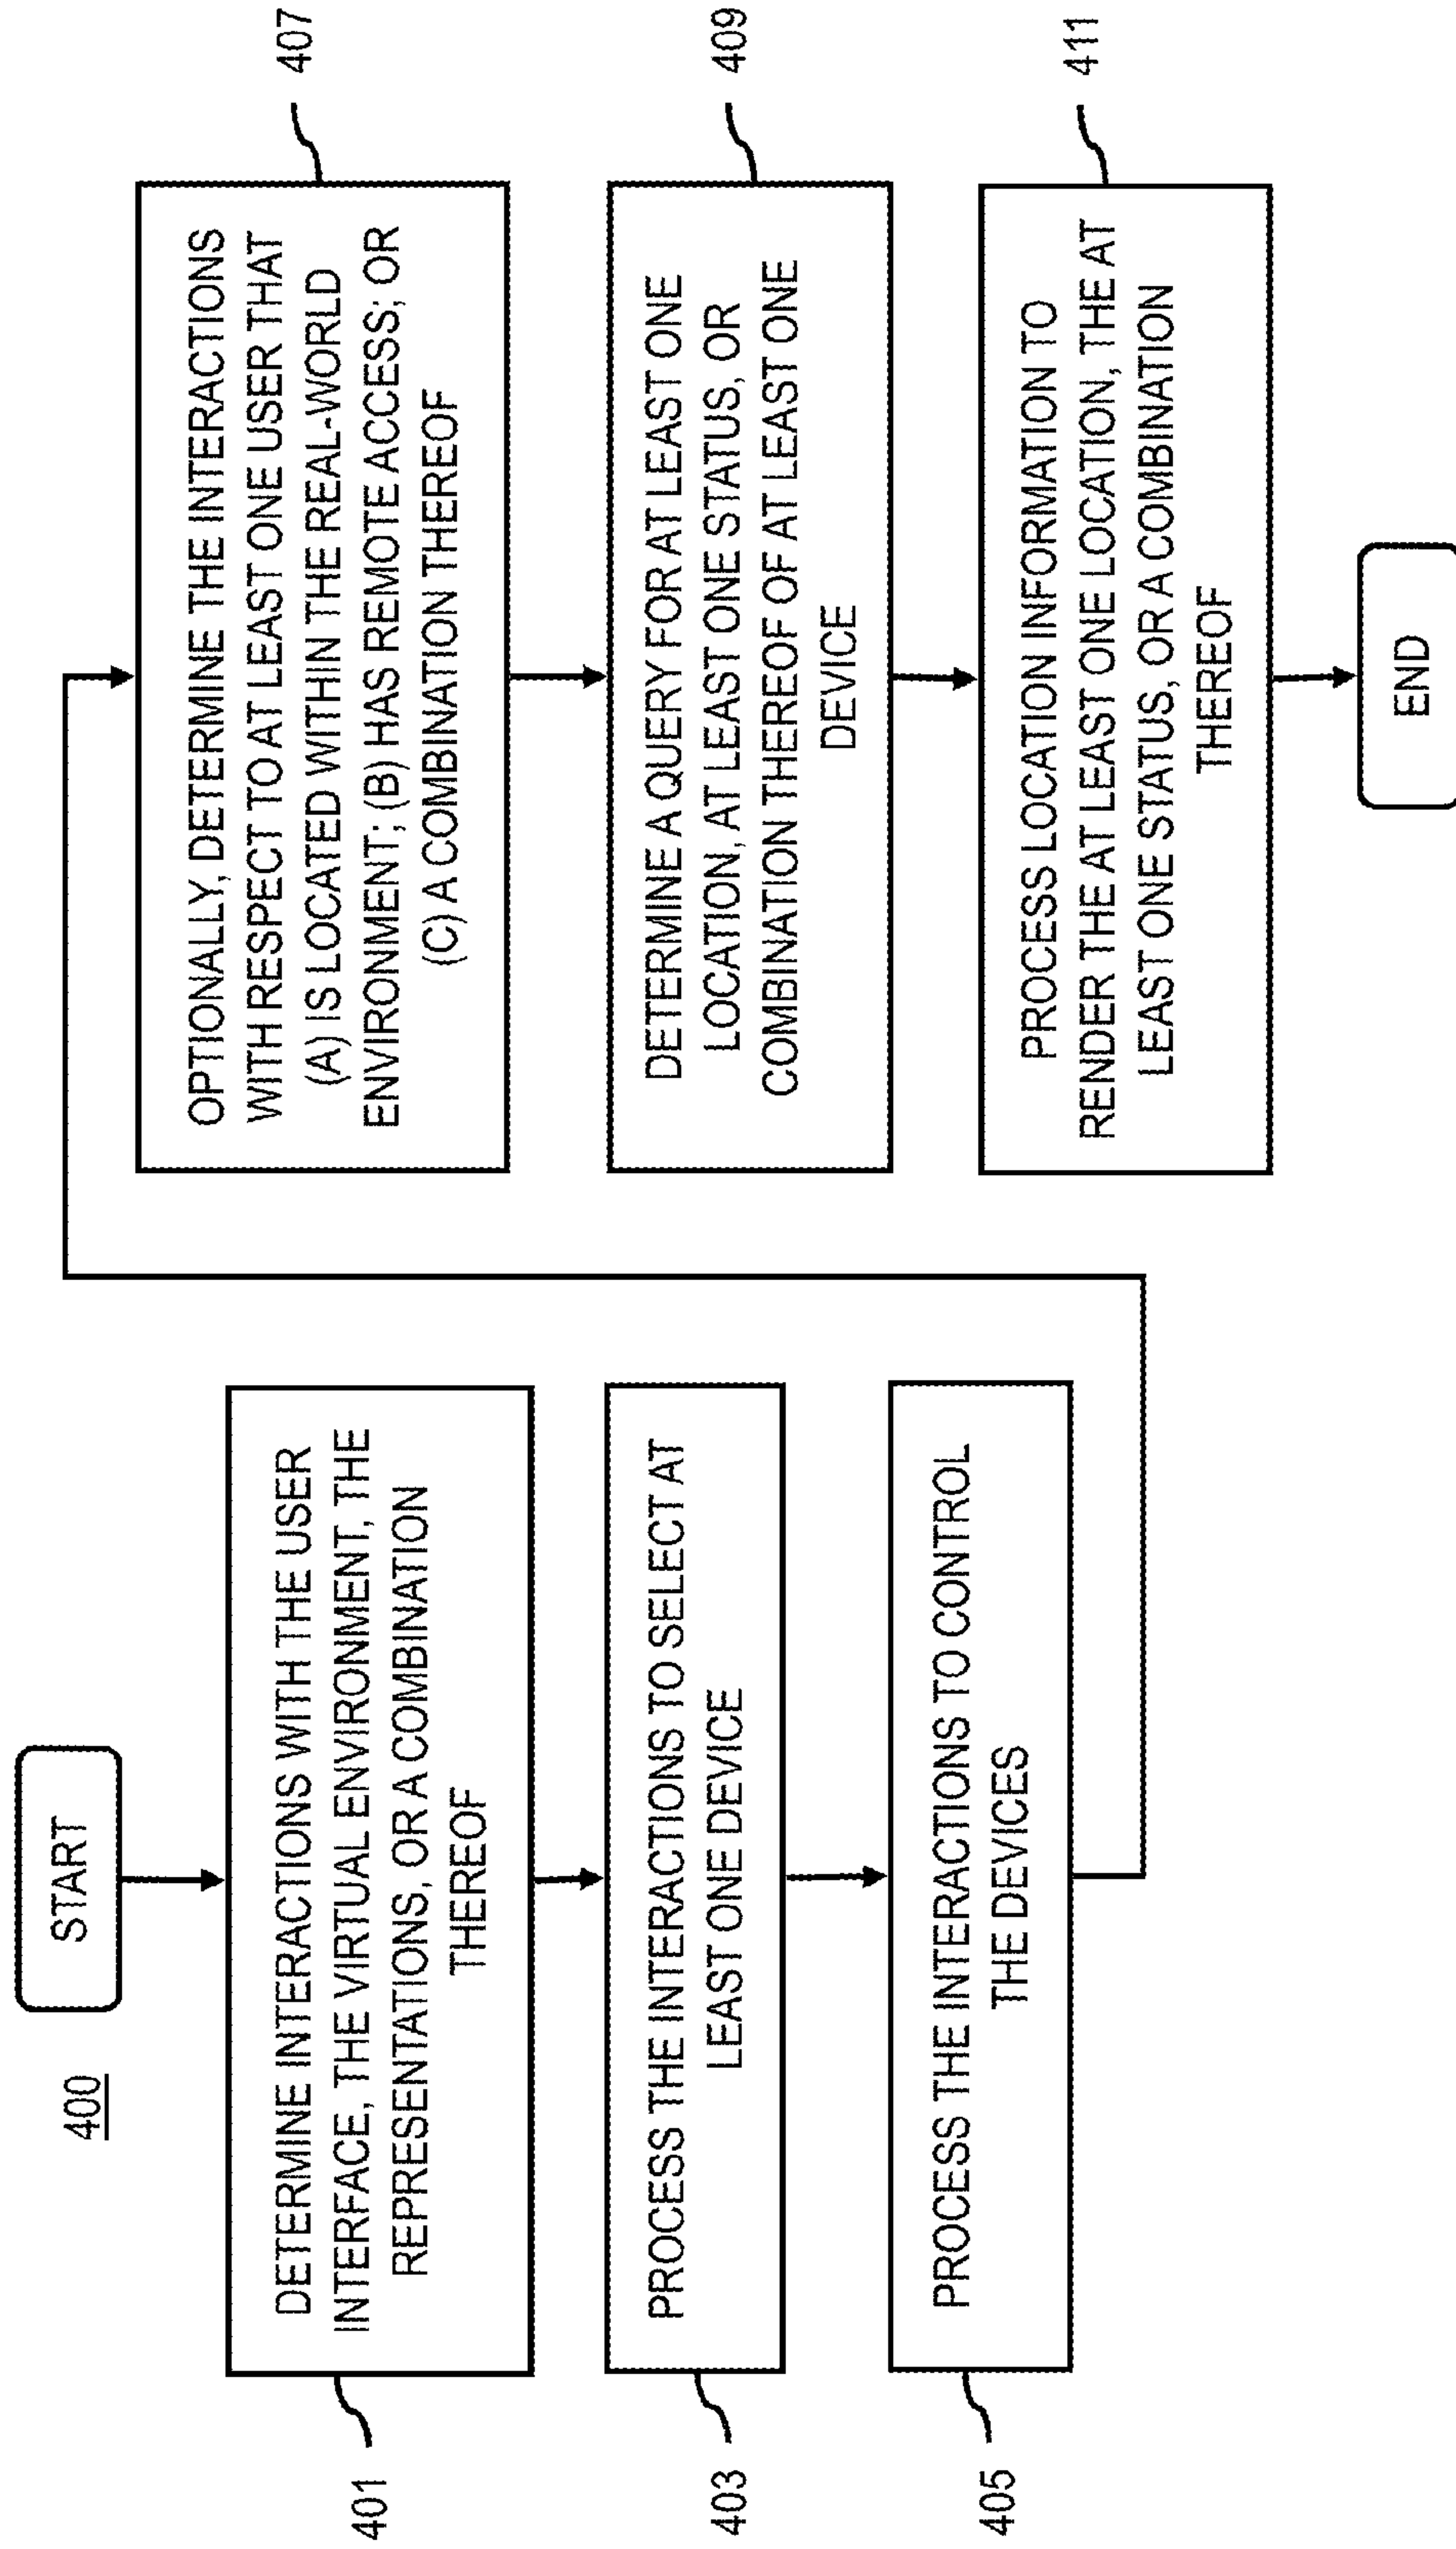 400
START
DETERMINE INTERACTIONS WITH THE USER
INTERFACE, THE VIRTUAL ENVIRONMENT, THE
REPRESENTATIONS, OR A COMBINATION
THEREOF
401
PROCESS THE INTERACTIONS TO SELECT AT
LEAST ONE DEVICE
403
PROCESS THE INTERACTIONS TO CONTROL
THE DEVICES
405
OPTIONALLY, DETERMINE THE INTERACTIONS
WITH RESPECT TO AT LEAST ONE USER THAT
(A) IS LOCATED WITHIN THE REAL-WORLD
ENVIRONMENT; (B) HAS REMOTE ACCESS; OR
(C) A COMBINATION THEREOF
407
DETERMINE A QUERY FOR AT LEAST ONE
LOCATION, AT LEAST ONE STATUS, OR
COMBINATION THEREOF OF AT LEAST ONE
DEVICE
409
PROCESS LOCATION INFORMATION TO
RENDER THE AT LEAST ONE LOCATION, THE AT
LEAST ONE STATUS, OR A COMBINATION
THEREOF
411
END